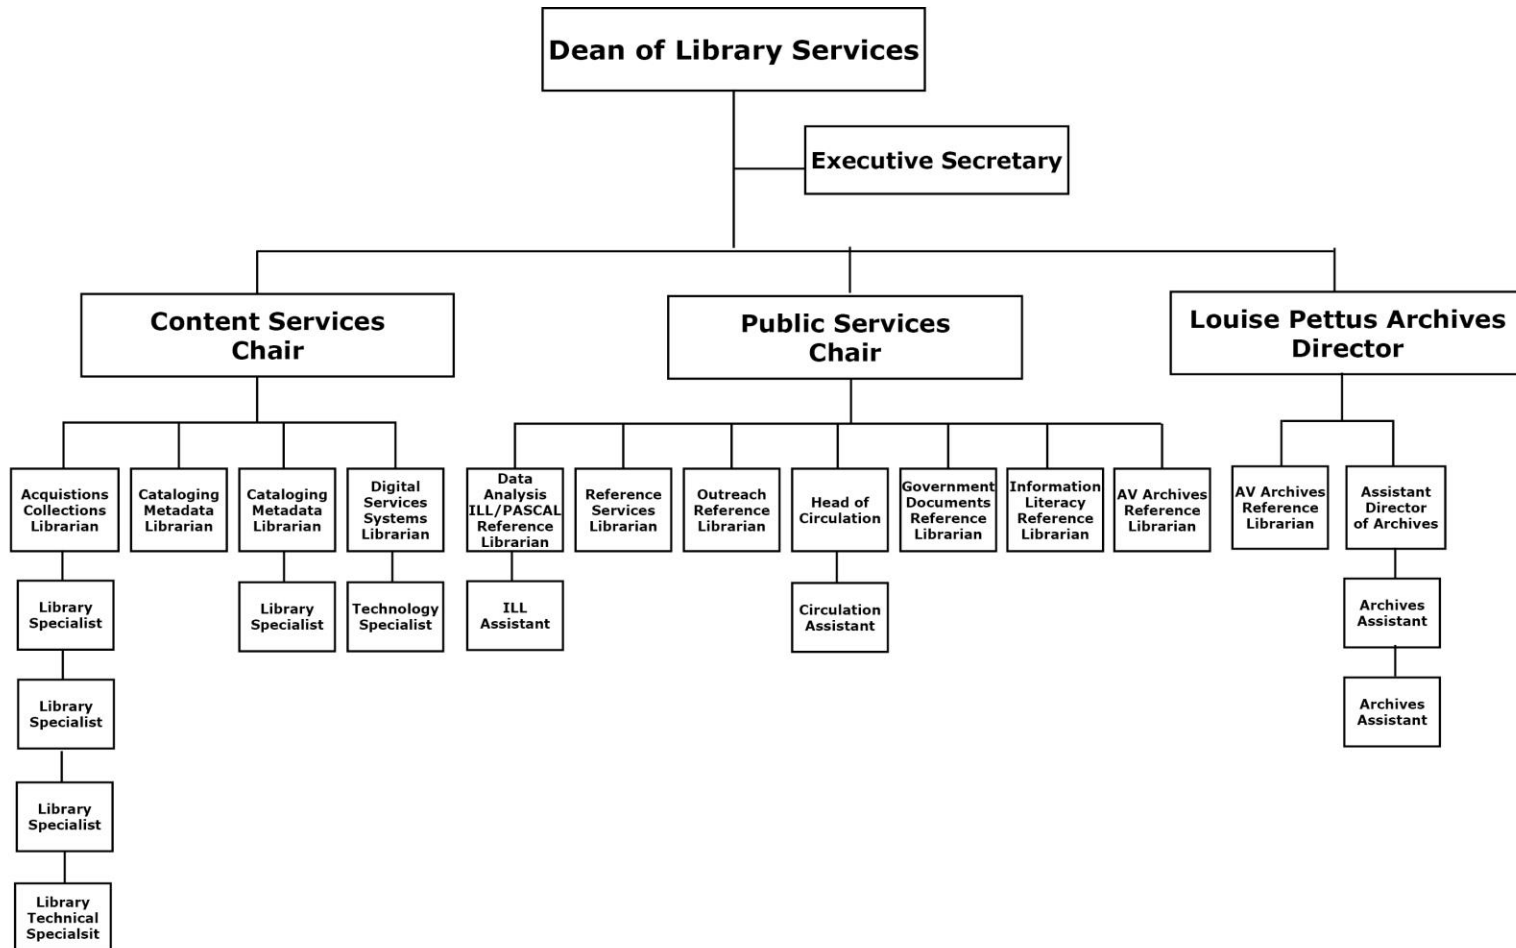 Dean of Library Services
Executive Secretary
Content Services
Chair
Public Services
Chair
Louise Pettus Archives
Director
Acquistions
Collections
Librarian
Cataloging
Metadata
Librarian
Cataloging
Metadata
Librarian
Digital
Services
Systems
Librarian
Data
Analysis
ILL/PASCAL
Reference
Librarian
Reference
Services
Librarian
Outreach
Reference
Librarian
Head of
Circulation
Government
Documents
Reference
Librarian
Information
Literacy
Reference
Librarian
AV Archives
Reference
Librarian
AV Archives
Reference
Librarian
Assistant
Director
of Archives
Library
Specialist
Library
Specialist
Technology
Specialist
ILL
Assistant
Circulation
Assistant
Archives
Assistant
Library
Specialist
Archives
Assistant
Library
Specialist
Library
Technical
Specialsit